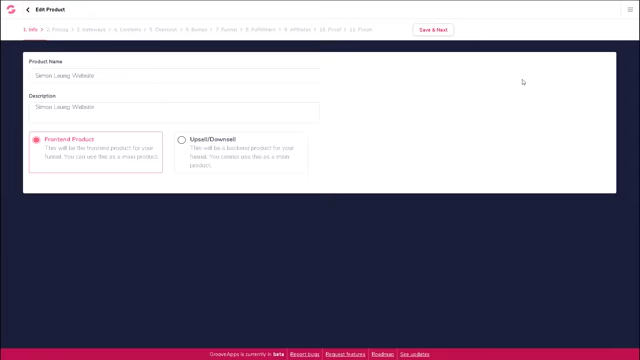 Edit Product
1. Info > 2. Pricing > 4. Contents > 5. Checkout > 6. Bumps > 7. Funnel > 8. Fulfillment > 9. Affiliates > 10. Pixel > 11. Finish
Save & Next
Product Name
Simon Leung Website
Description
Simon Leung Website
Frontend Product
This will be the frontend product for your
funnel. You can use this as a main product.
Upsell/Downsell
This will be a backend product for your
funnel. You cannot use this as a main
product.
GrooveApps is currently in beta Report bugs Request features Roadmap Site updates